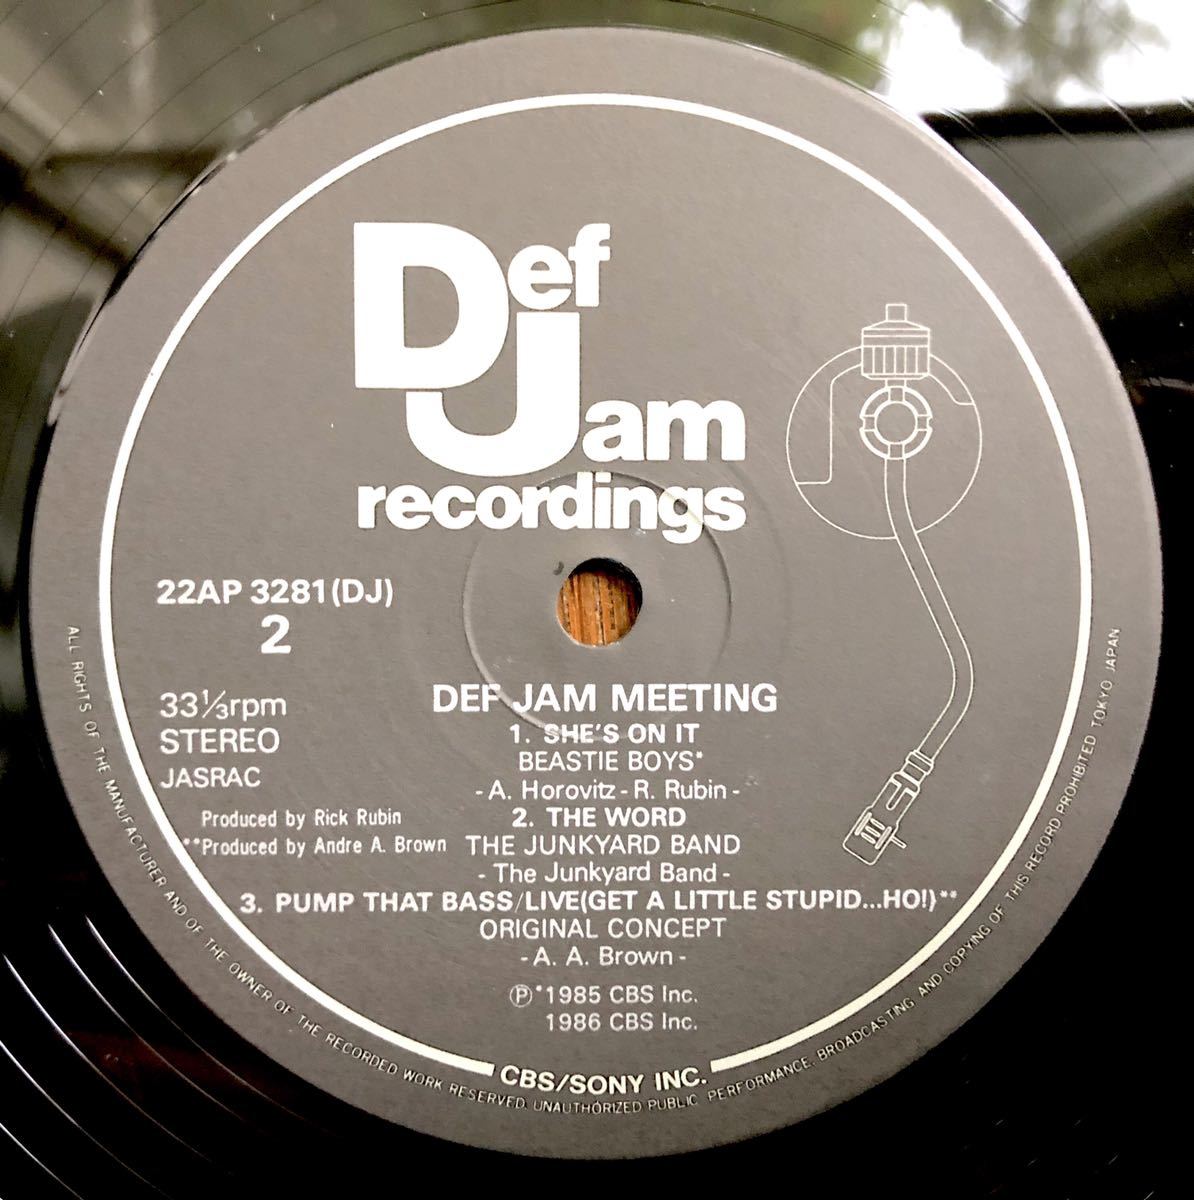 Def
Jam
recordings
22AP 3281(DJ)
2
33⅓rpm
STEREO
JASRAC
DEF JAM MEETING
1. SHE'S ON IT
BEASTIE BOYS*
- A. Horovitz - R. Rubin -
Produced by Rick Rubin
2. THE WORD
**Produced by Andre A. Brown
THE JUNKYARD BAND
- The Junkyard Band -
3. PUMP THAT BASS/LIVE(GET A LITTLE STUPID...HO!)**
ORIGINAL CONCEPT
- A. A. Brown -
Ⓟ*1985 CBS Inc.
1986 CBS Inc.
CBS/SONY INC.
ALL RIGHTS OF THE MANUFACTURER AND OF THE OWNER OF THE RECORDED WORK RESERVED. UNAUTHORIZED PUBLIC PERFORMANCE. BROADCASTING AND COPYING OF THIS RECORD PROHIBITED TOKYO JAPAN